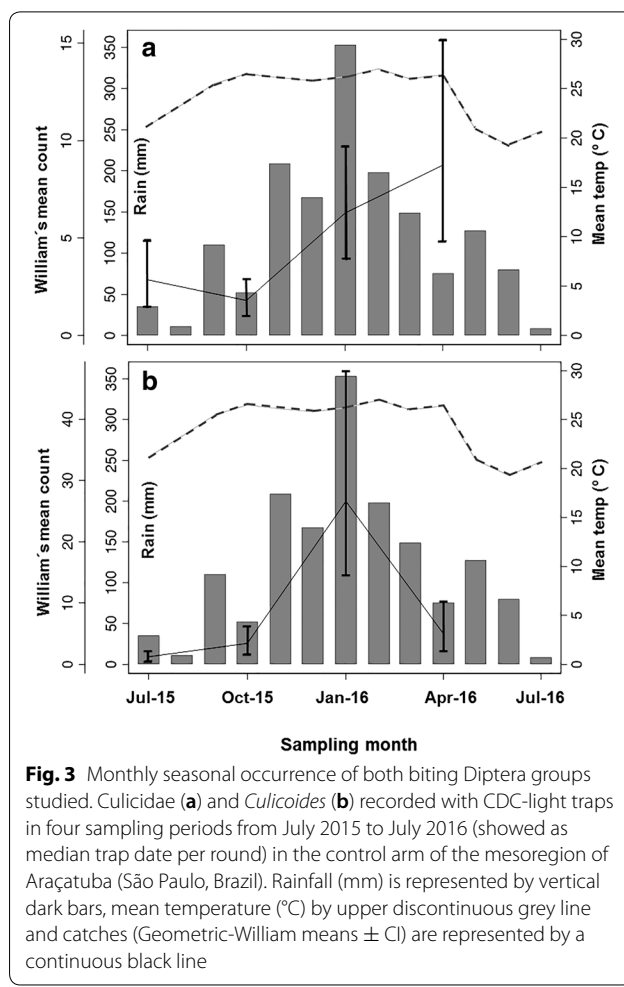 a
William´s mean count
0
5
10
15
Rain (mm)
0
50
100
150
200
250
300
350
Mean temp (° C)
0
5
10
15
20
25
30
b
William´s mean count
0
10
20
30
40
Rain (mm)
0
50
100
150
200
250
300
350
Mean temp (° C)
0
5
10
15
20
25
30
Jul-15 Oct-15 Jan-16 Apr-16 Jul-16
Sampling month
Fig. 3 Monthly seasonal occurrence of both biting Diptera groups
studied. Culicidae (a) and Culicoides (b) recorded with CDC-light traps
in four sampling periods from July 2015 to July 2016 (showed as
median trap date per round) in the control arm of the mesoregion of
Araçatuba (São Paulo, Brazil). Rainfall (mm) is represented by vertical
dark bars, mean temperature (°C) by upper discontinuous grey line
and catches (Geometric-William means ± CI) are represented by a
continuous black line